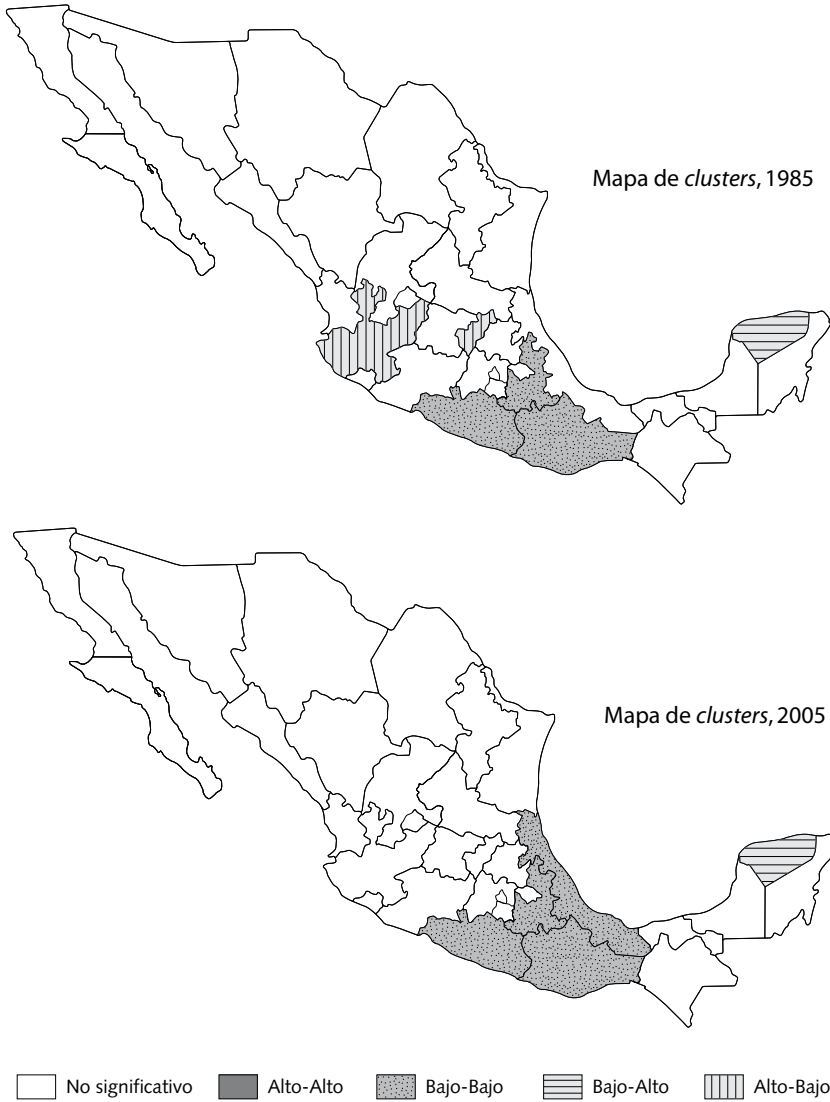 Mapa de clusters, 1985
Mapa de clusters, 2005
No significativo Alto-Alto Bajo-Bajo Bajo-Alto Alto-Bajo